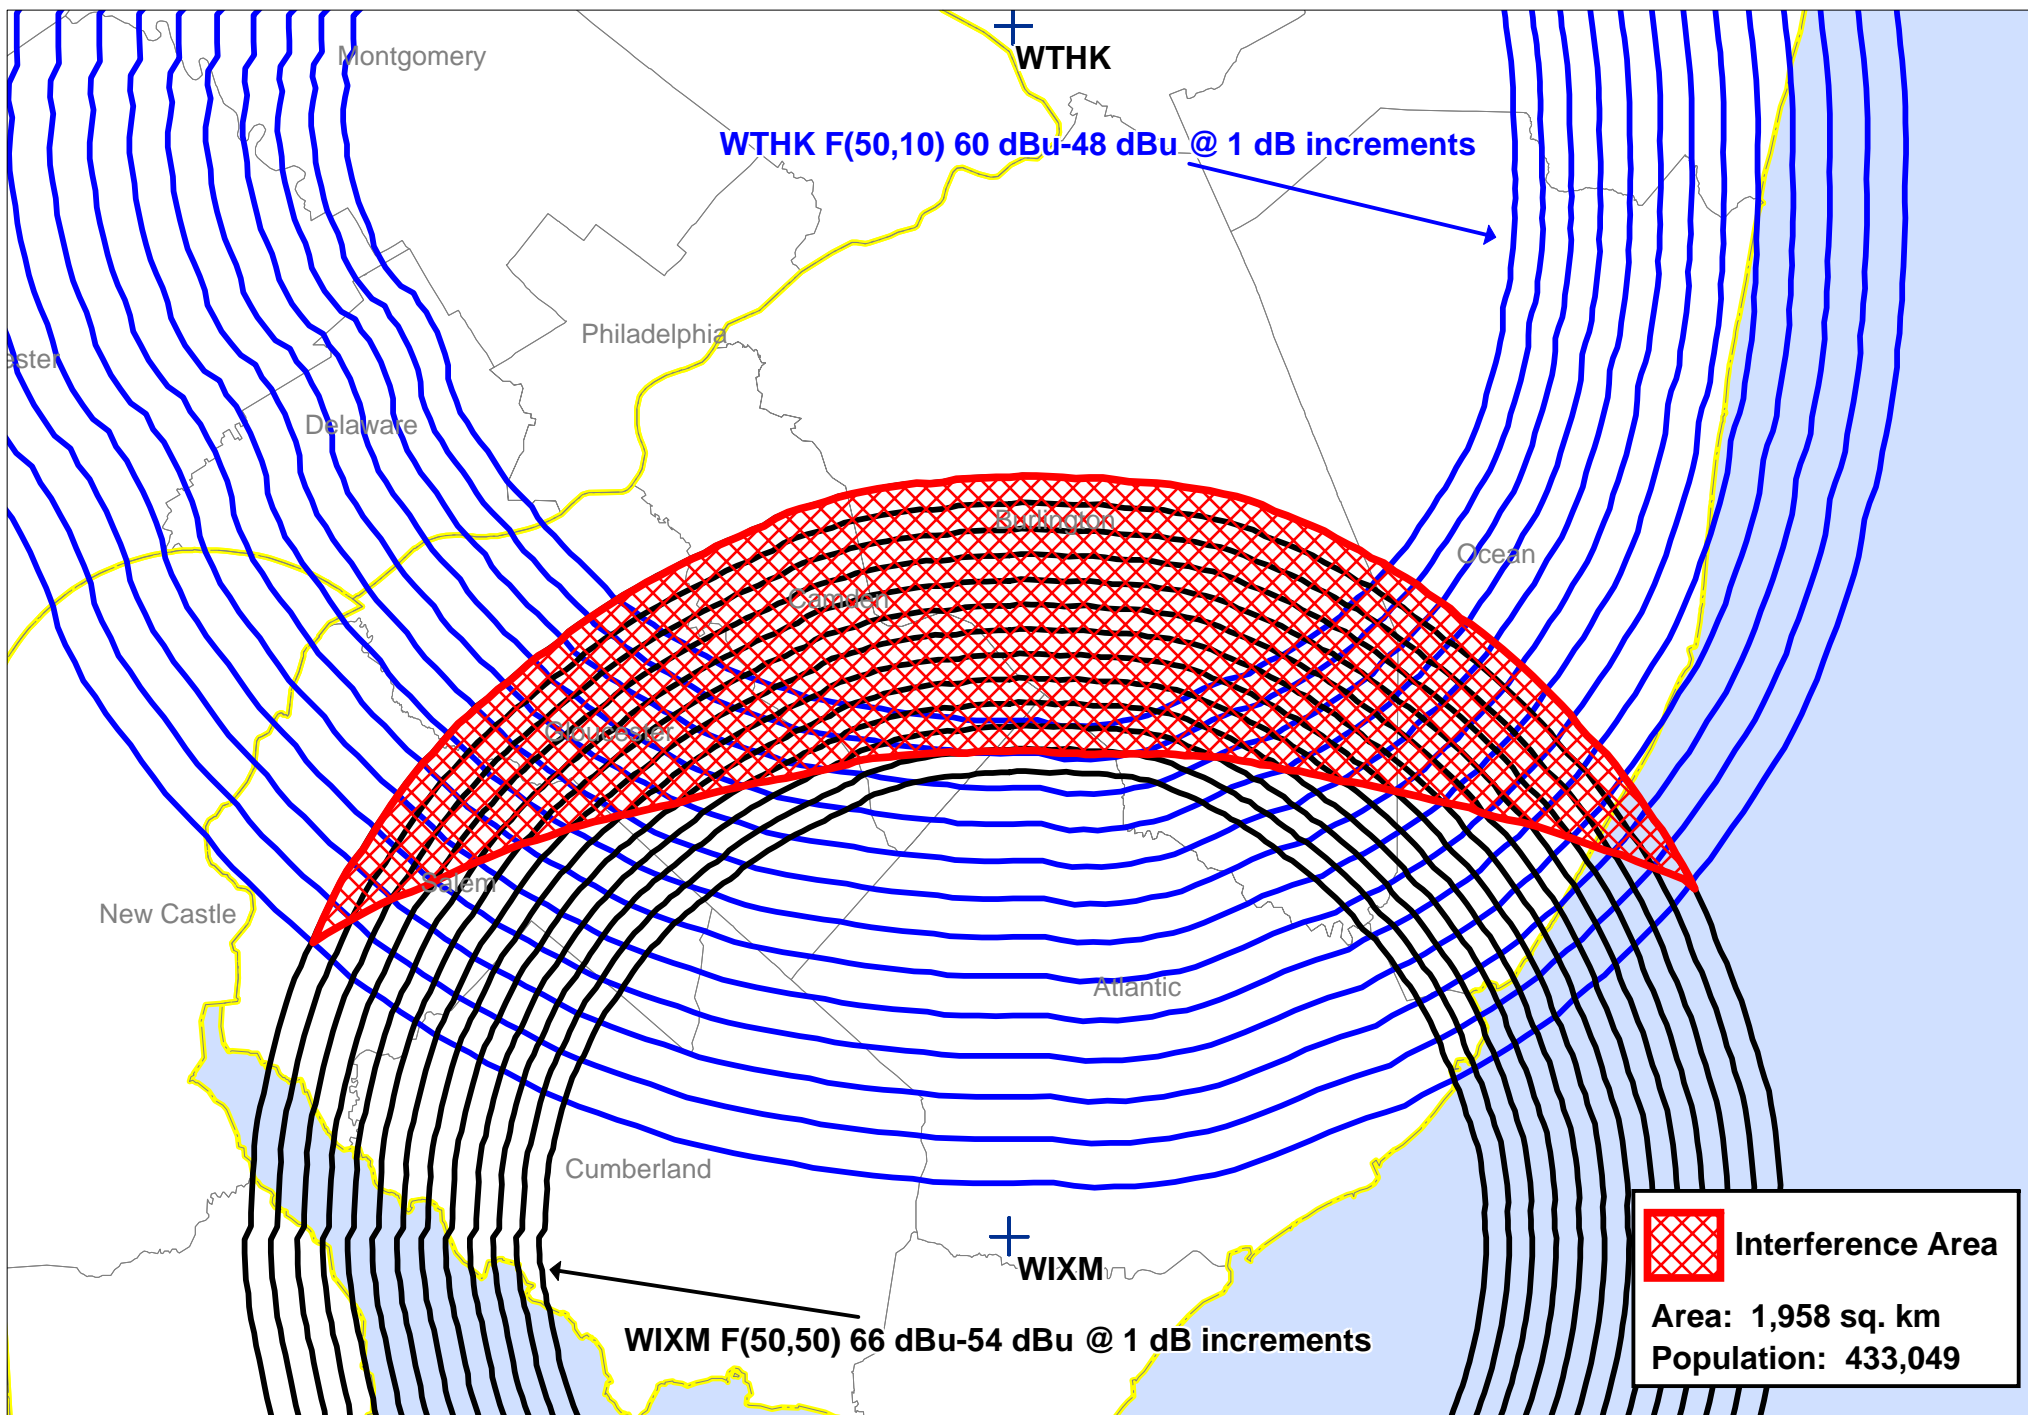 Montgomery
WTHK
WTHK F(50,10) 60 dBu-48 dBu @ 1 dB increments
Philadelphia
ester
Delaware
Burlington
Ocean
Camden
Gloucester
Salem
New Castle
Atlantic
Cumberland
WIXM
WIXM F(50,50) 66 dBu-54 dBu @ 1 dB increments
Interference Area
Area: 1,958 sq. km
Population: 433,049